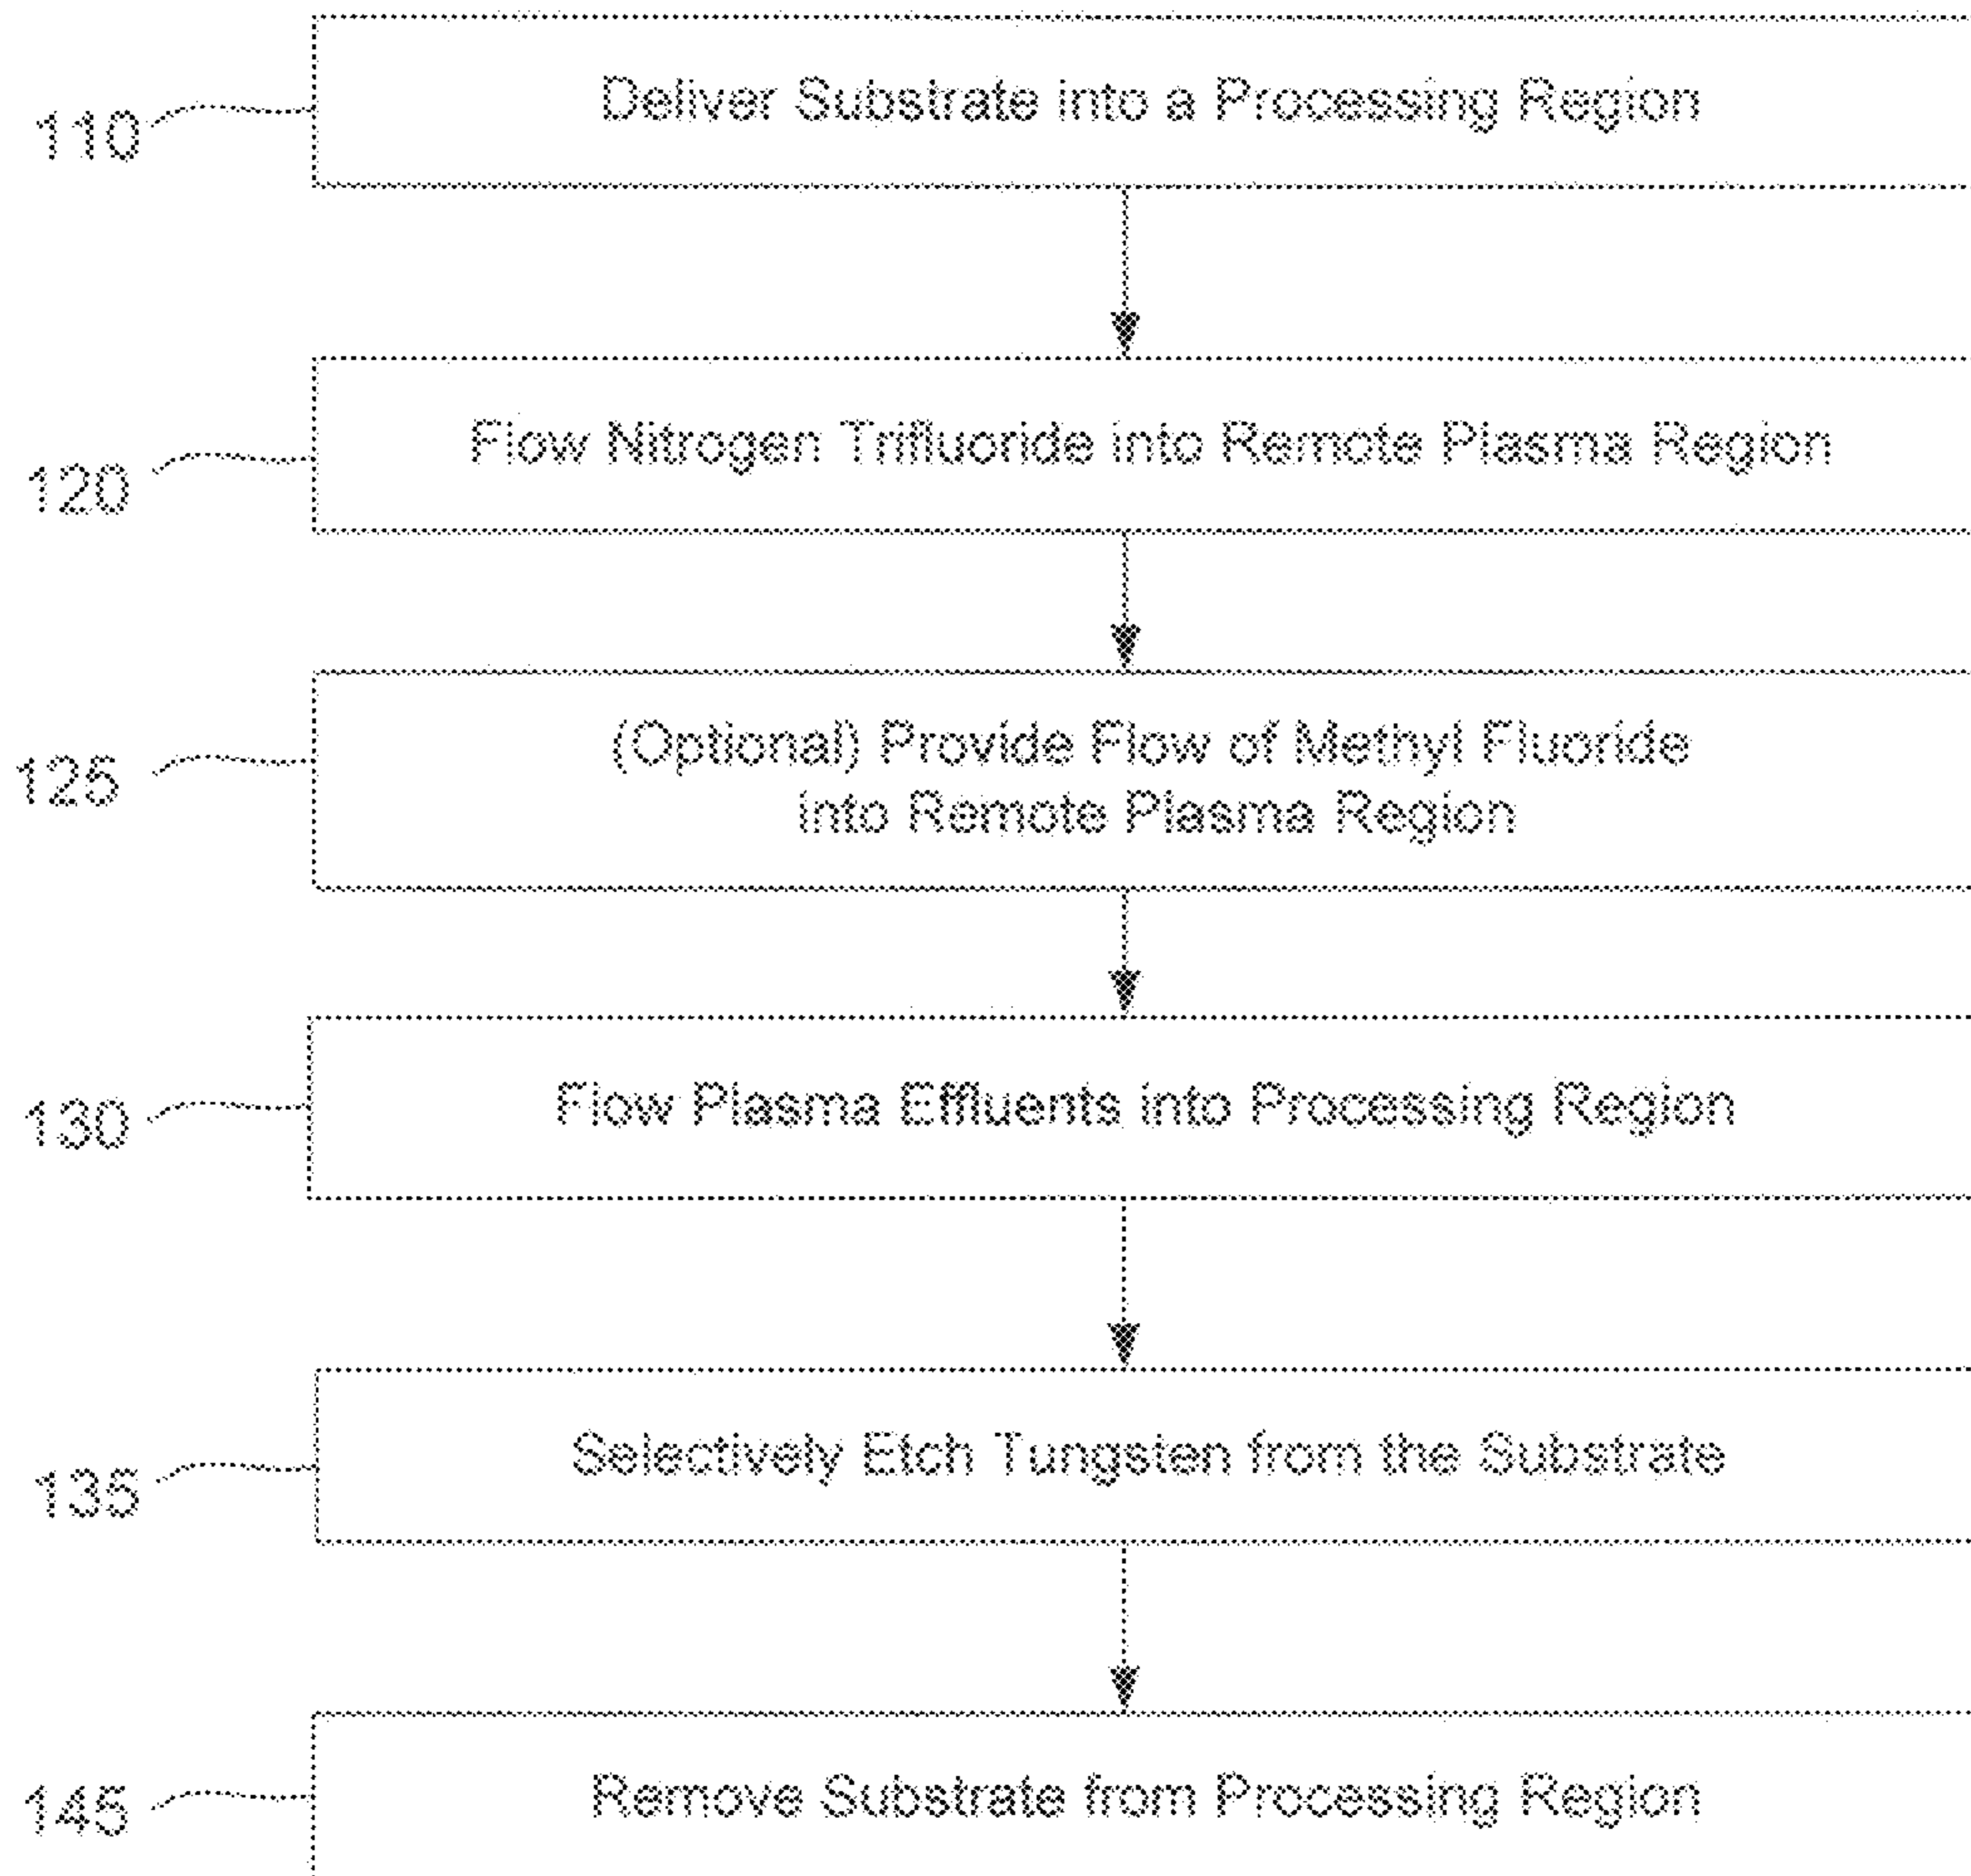 Deliver Substrate into a Processing Region
110
Flow Nitrogen Trifluoride into Remote Plasma Region
120
(Optional) Provide Flow of Methyl Fluoride
into Remote Plasma Region
125
Flow Plasma Effluents into Processing Region
130
Selectively Etch Tungsten from the Substrate
135
Remove Substrate from Processing Region
145